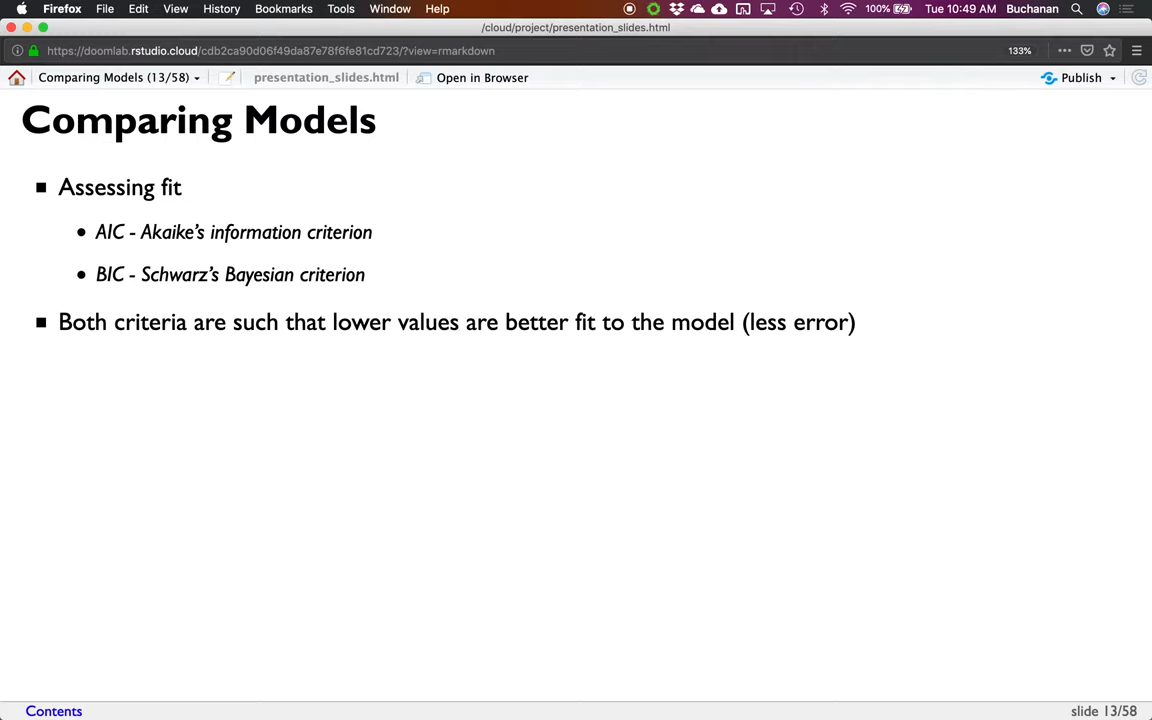 Firefox File Edit View History Bookmarks Tools Window Help 100% Tue 10:49 AM Buchanan
/cloud/project/presentation_slides.html
https://doomlab.rstudio.cloud/cdb2ca90d06f49da87e78f6fe81cd723/?view=rmarkdown 133%
Comparing Models (13/58) presentation_slides.html Open in Browser Publish
Comparing Models
Assessing fit
AIC - Akaike's information criterion
BIC - Schwarz's Bayesian criterion
Both criteria are such that lower values are better fit to the model (less error)
Contents slide 13/58